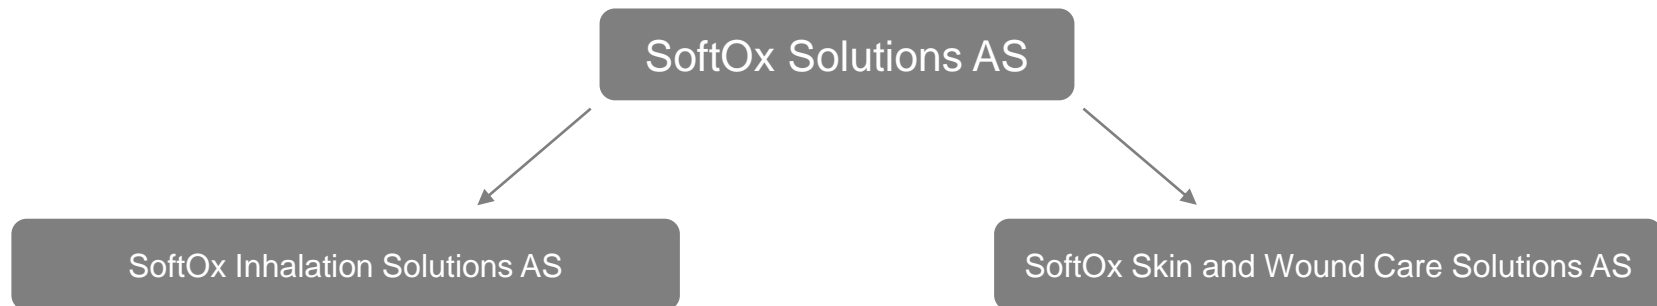 SoftOx Solutions AS
SoftOx Inhalation Solutions AS
SoftOx Skin and Wound Care Solutions AS